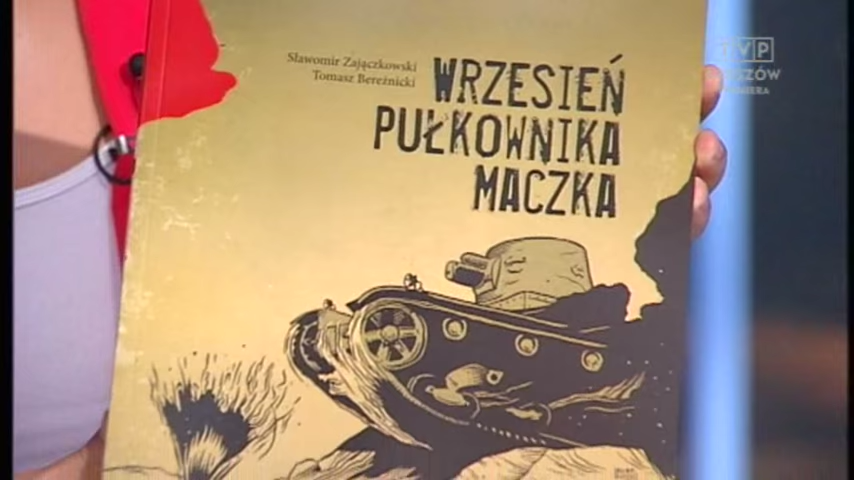 TVP
Sławomir Zajączkowski
Tomasz Bereźnicki
WRZESIEŃ
PUŁKOWNIKA
MACZKA